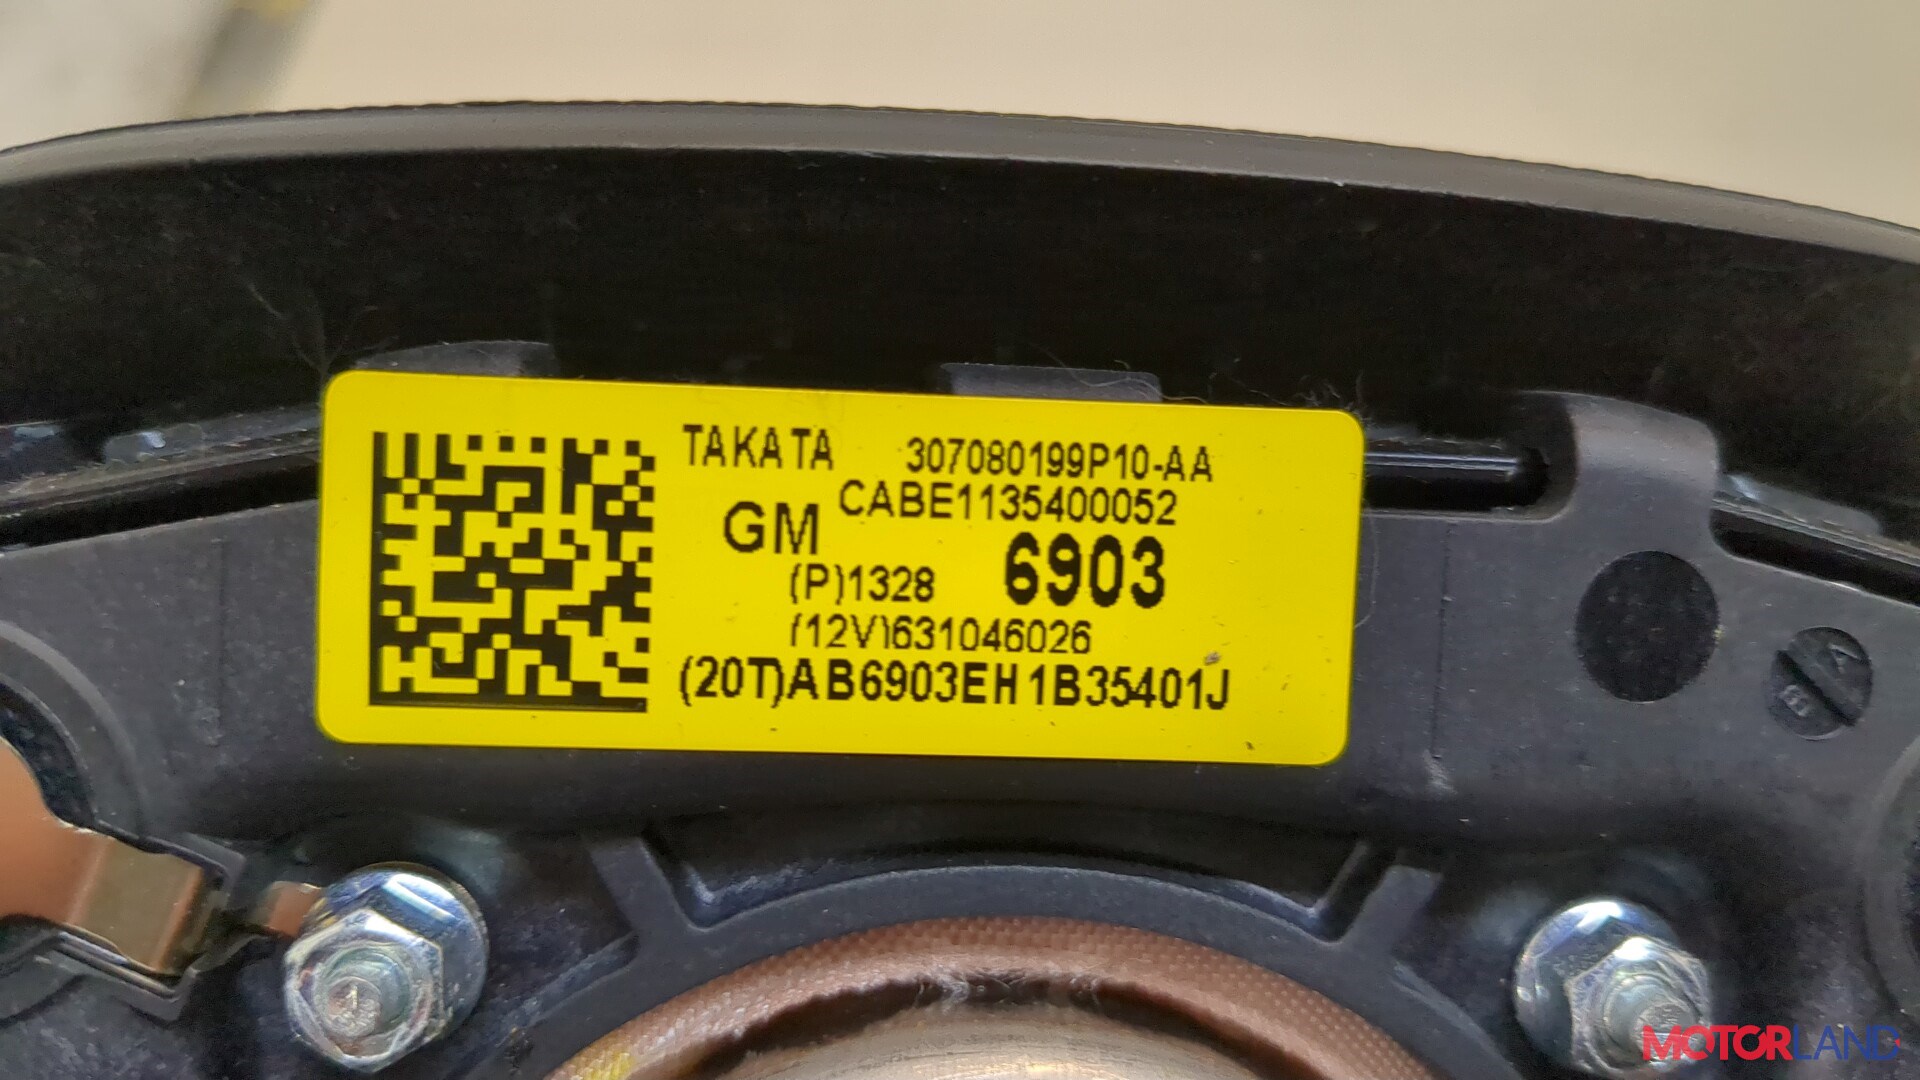 TAKATA 307080199P10-AA
GM CABE1135400052
(P)1328 6903
(12V)631046026
(20T)AB6903EH1B35401J
MOTORLAND